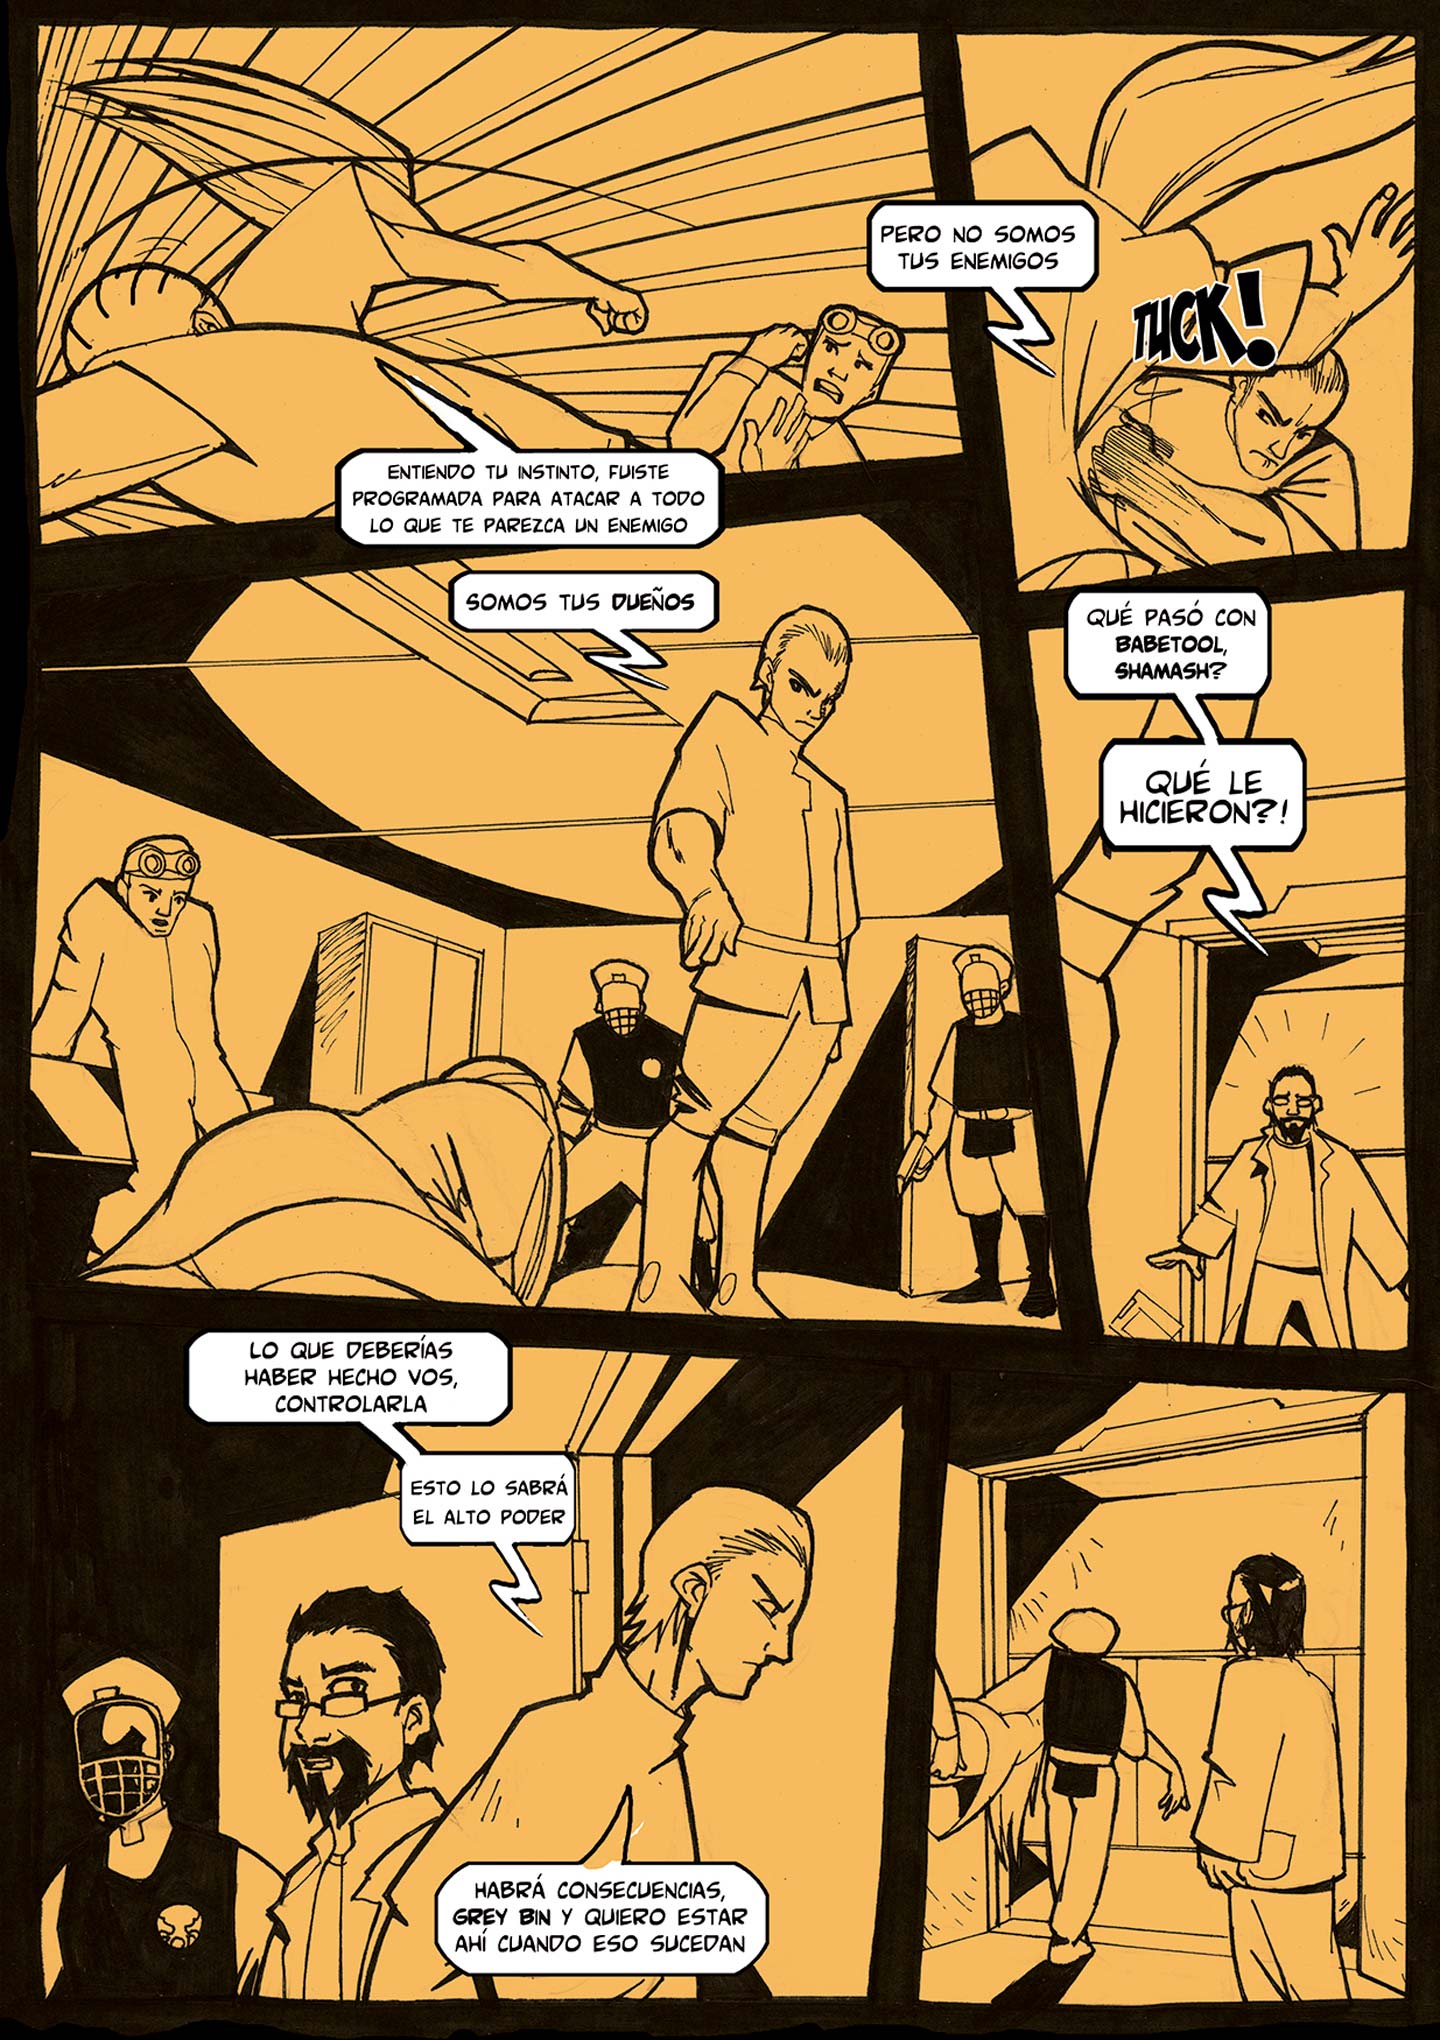 ENTIENDO TU INSTINTO, FUISTE
PROGRAMADA PARA ATACAR A TODO
LO QUE TE PAREZCA UN ENEMIGO
PERO NO SOMOS
TUS ENEMIGOS
TUCK!
SOMOS TUS DUEÑOS
QUÉ PASÓ CON
BABETOOL,
SHAMASH?
QUÉ LE
HICIERON?!
LO QUE DEBERÍAS
HABER HECHO VOS,
CONTROLARLA
ESTO LO SABRÁ
EL ALTO PODER
HABRÁ CONSECUENCIAS,
GREY BIN Y QUIERO ESTAR
AHÍ CUANDO ESO SUCEDAN